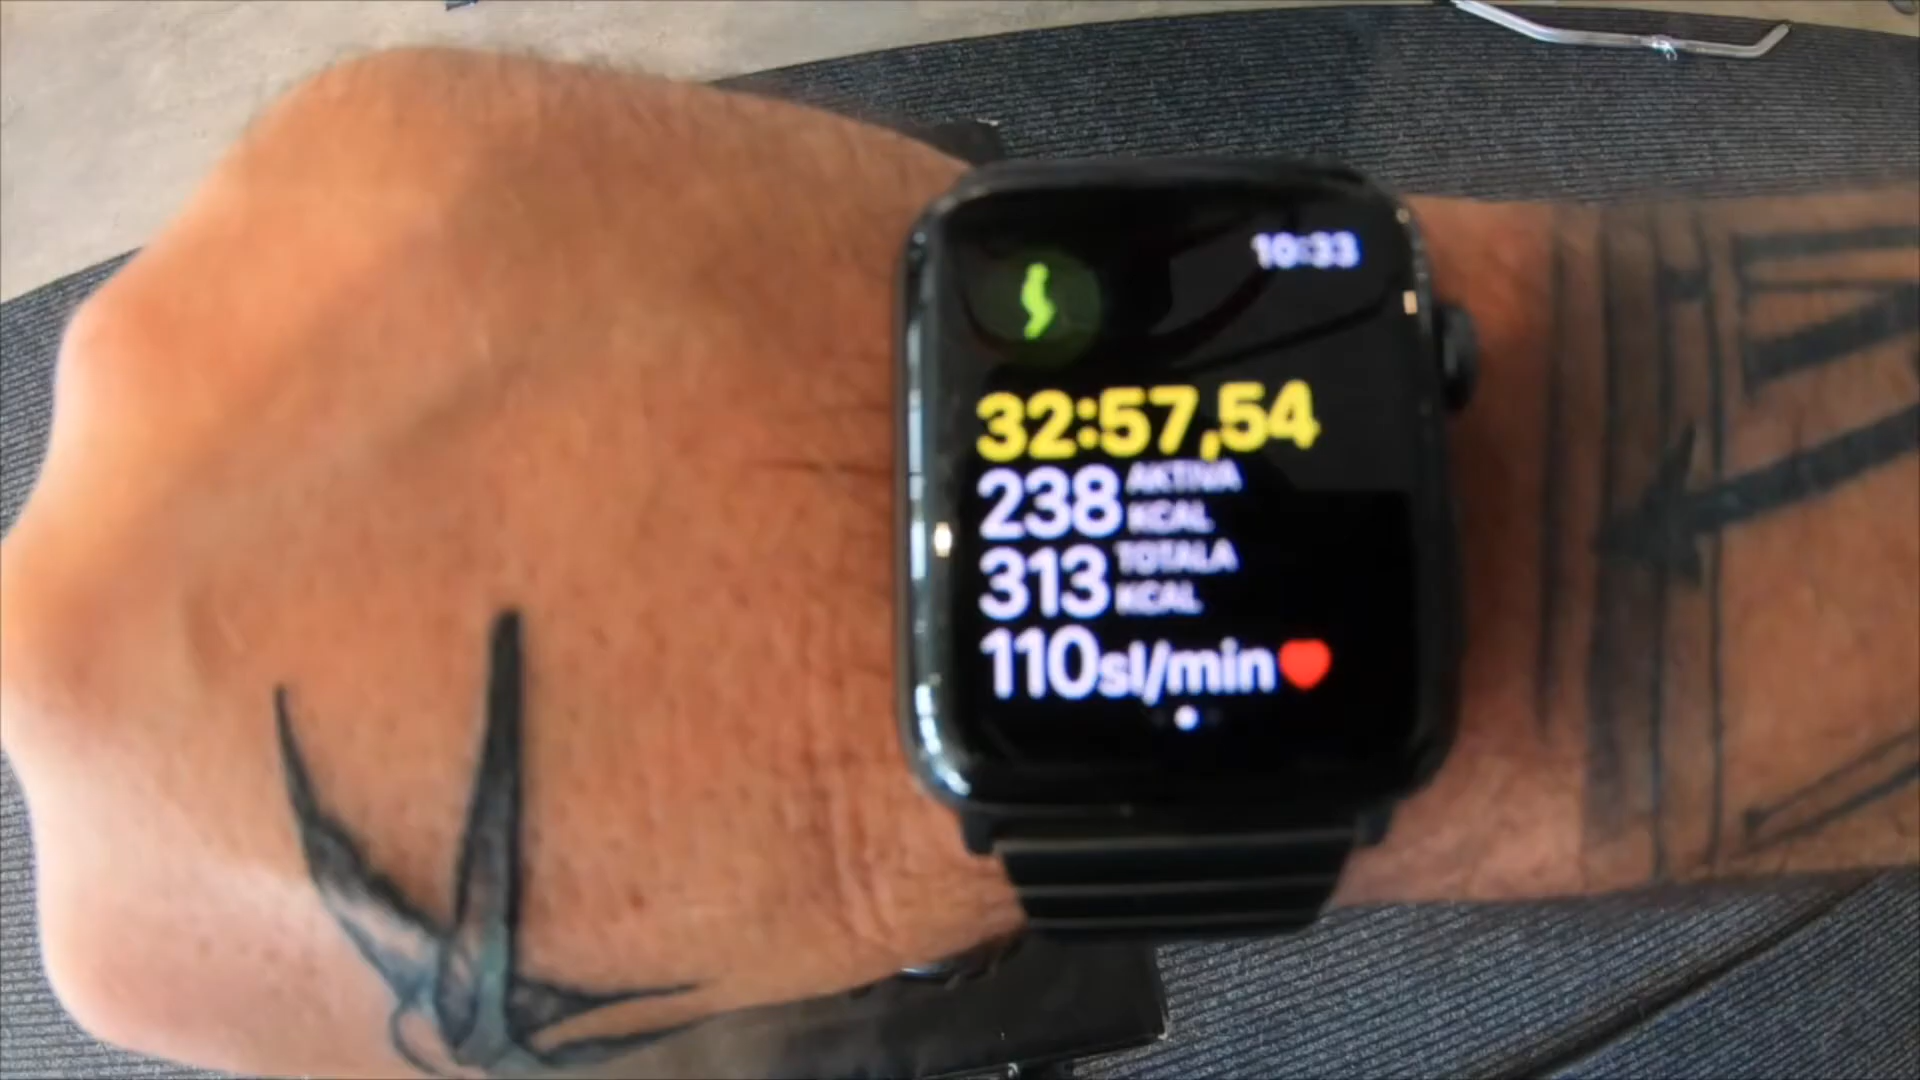 10:33
32:57,54
238 AKTIVA KCAL
313 TOTALA KCAL
110sl/min